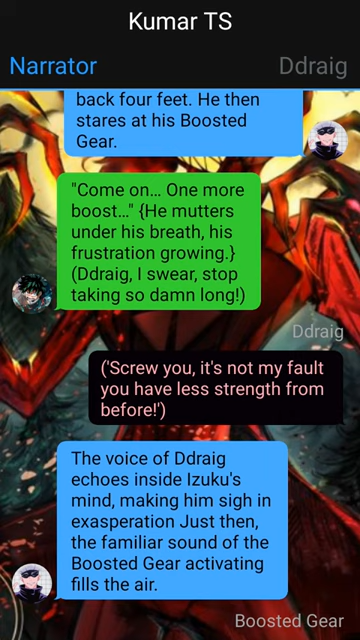 Kumar TS
Narrator
Ddraig
back four feet. He then
stares at his Boosted
Gear.
"Come on... One more
boost..." {He mutters
under his breath, his
frustration growing.}
(Ddraig, I swear, stop
taking so damn long!)
Ddraig
('Screw you, it's not my fault
you have less strength from
before!')
The voice of Ddraig
echoes inside Izuku's
mind, making him sigh in
exasperation Just then,
the familiar sound of the
Boosted Gear activating
fills the air.
Boosted Gear